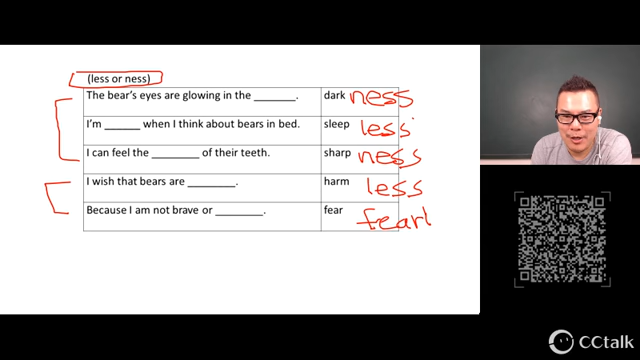 (less or ness)
The bear's eyes are glowing in the _______. dark ness
I'm ______ when I think about bears in bed. sleep less
I can feel the ________ of their teeth. sharp ness
I wish that bears are ________. harm less
Because I am not brave or ________. fear fearl
CCtalk